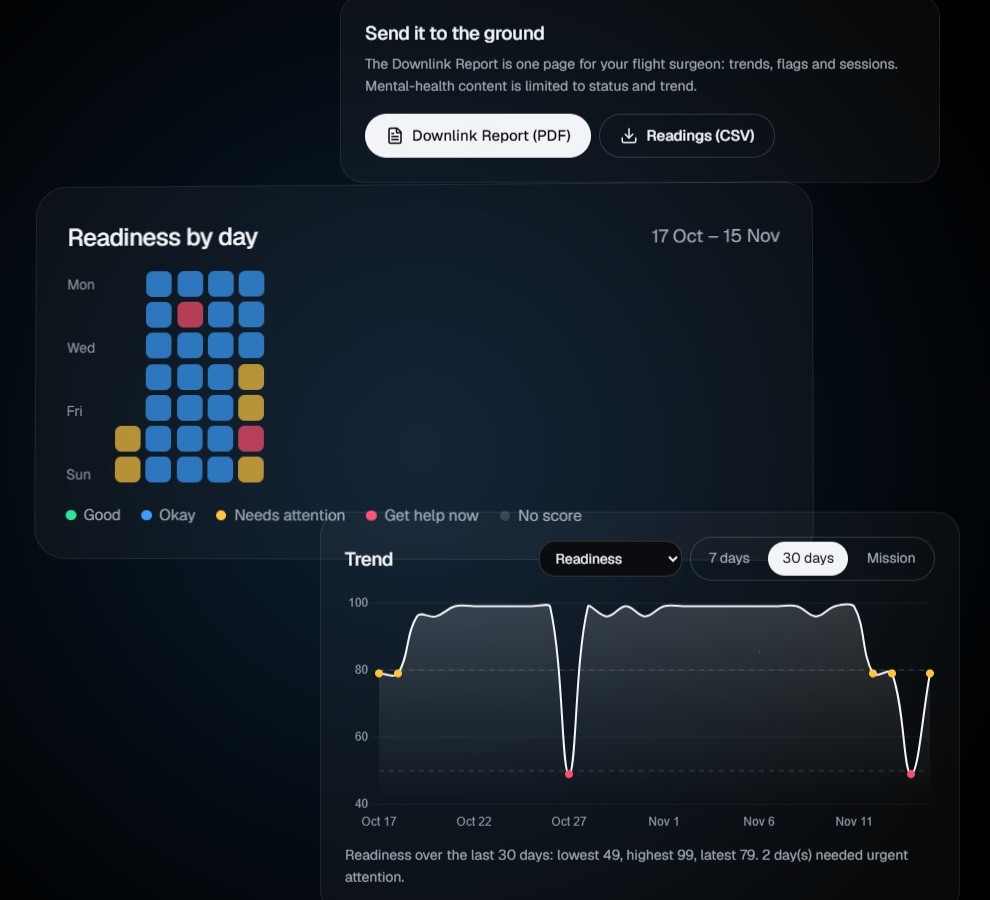 Send it to the ground
The Downlink Report is one page for your flight surgeon: trends, flags and sessions.
Mental-health content is limited to status and trend.
Downlink Report (PDF)
Readings (CSV)
Readiness by day
17 Oct – 15 Nov
Mon
Wed
Fri
Sun
Good
Okay
Needs attention
Get help now
No score
Trend
Readiness
7 days
30 days
Mission
100
80
60
40
Oct 17
Oct 22
Oct 27
Nov 1
Nov 6
Nov 11
Readiness over the last 30 days: lowest 49, highest 99, latest 79. 2 day(s) needed urgent
attention.